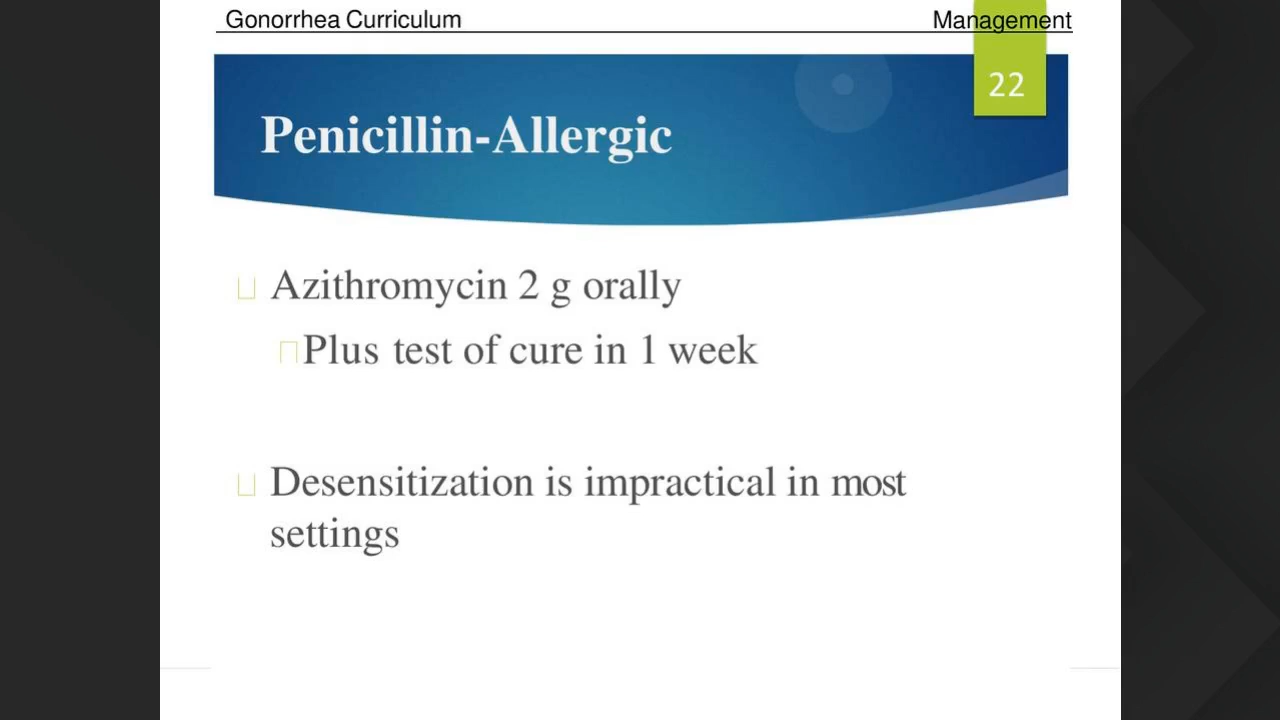 Gonorrhea Curriculum
Management
22
Penicillin-Allergic
Azithromycin 2 g orally
Plus test of cure in 1 week
Desensitization is impractical in most
settings